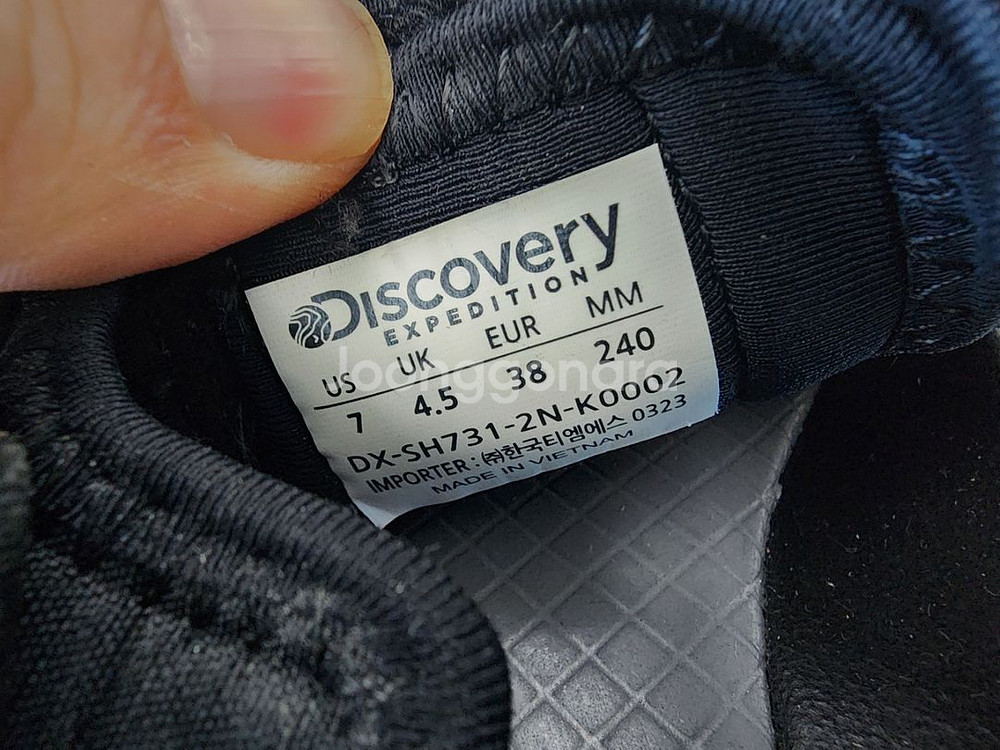 DISCOVERY
EXPEDITION
US UK EUR MM
7 4.5 38 240
DX-SH731-2N-K0002
IMPORTER : ㈜한국티엠에스 0323
MADE IN VIETNAM